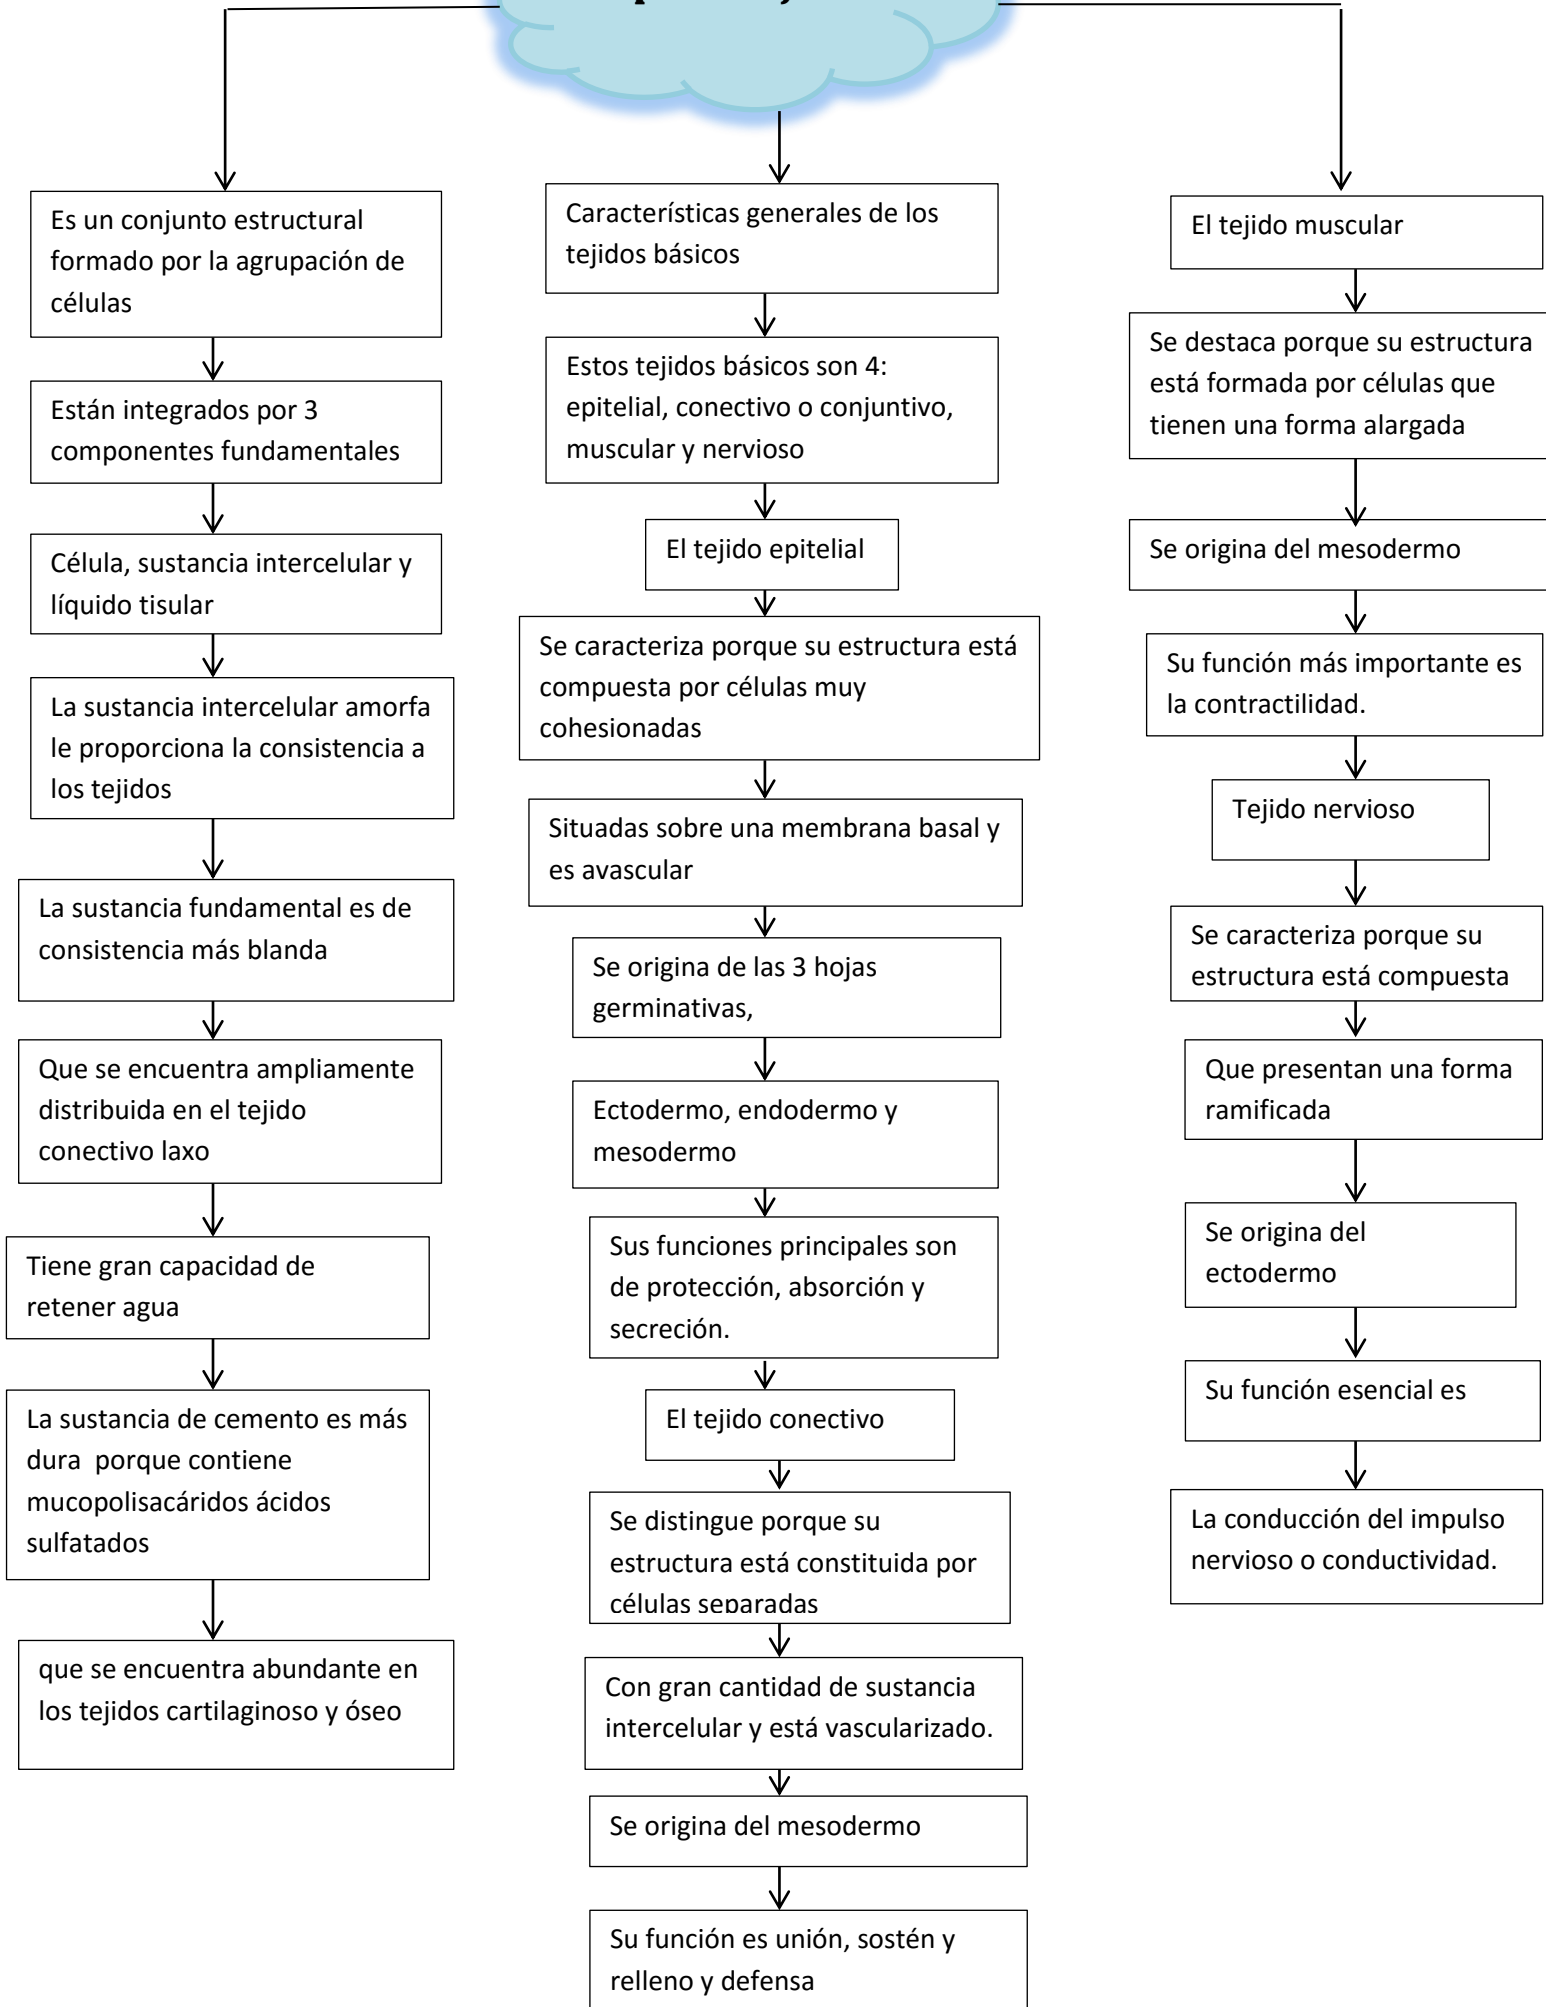 Es un conjunto estructural
formado por la agrupación de
células
Están integrados por 3
componentes fundamentales
Célula, sustancia intercelular y
líquido tisular
La sustancia intercelular amorfa
le proporciona la consistencia a
los tejidos
La sustancia fundamental es de
consistencia más blanda
Que se encuentra ampliamente
distribuida en el tejido
conectivo laxo
Tiene gran capacidad de
retener agua
La sustancia de cemento es más
dura porque contiene
mucopolisacáridos ácidos
sulfatados
que se encuentra abundante en
los tejidos cartilaginoso y óseo
Características generales de los
tejidos básicos
Estos tejidos básicos son 4:
epitelial, conectivo o conjuntivo,
muscular y nervioso
El tejido epitelial
Se caracteriza porque su estructura está
compuesta por células muy
cohesionadas
Situadas sobre una membrana basal y
es avascular
Se origina de las 3 hojas
germinativas,
Ectodermo, endodermo y
mesodermo
Sus funciones principales son
de protección, absorción y
secreción.
El tejido conectivo
Se distingue porque su
estructura está constituida por
células separadas
Con gran cantidad de sustancia
intercelular y está vascularizado.
Se origina del mesodermo
Su función es unión, sostén y
relleno y defensa
El tejido muscular
Se destaca porque su estructura
está formada por células que
tienen una forma alargada
Se origina del mesodermo
Su función más importante es
la contractilidad.
Tejido nervioso
Se caracteriza porque su
estructura está compuesta
Que presentan una forma
ramificada
Se origina del
ectodermo
Su función esencial es
La conducción del impulso
nervioso o conductividad.